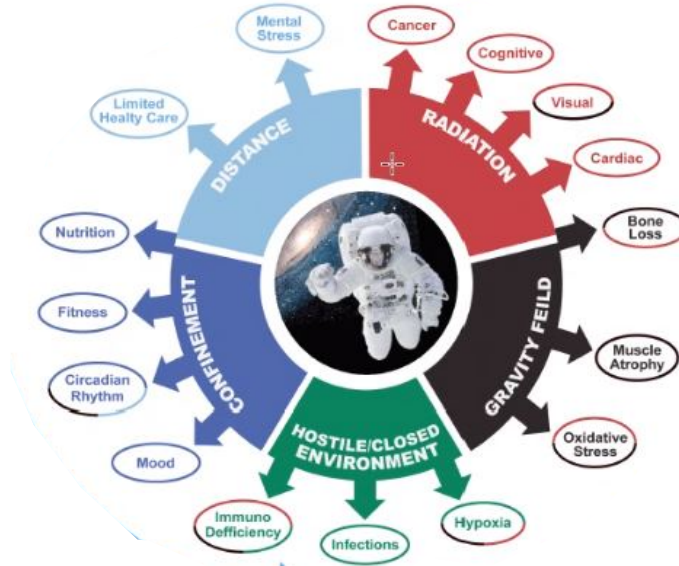 Mental
Stress
Limited
Healty Care
DISTANCE
Cancer
Cognitive
Visual
Cardiac
RADIATION
Bone
Loss
Muscle
Atrophy
Oxidative
Stress
GRAVITY FEILD
Hypoxia
Infections
Immuno
Defficiency
HOSTILE/CLOSED
ENVIRONMENT
Nutrition
Fitness
Circadian
Rhythm
Mood
CONFINEMENT